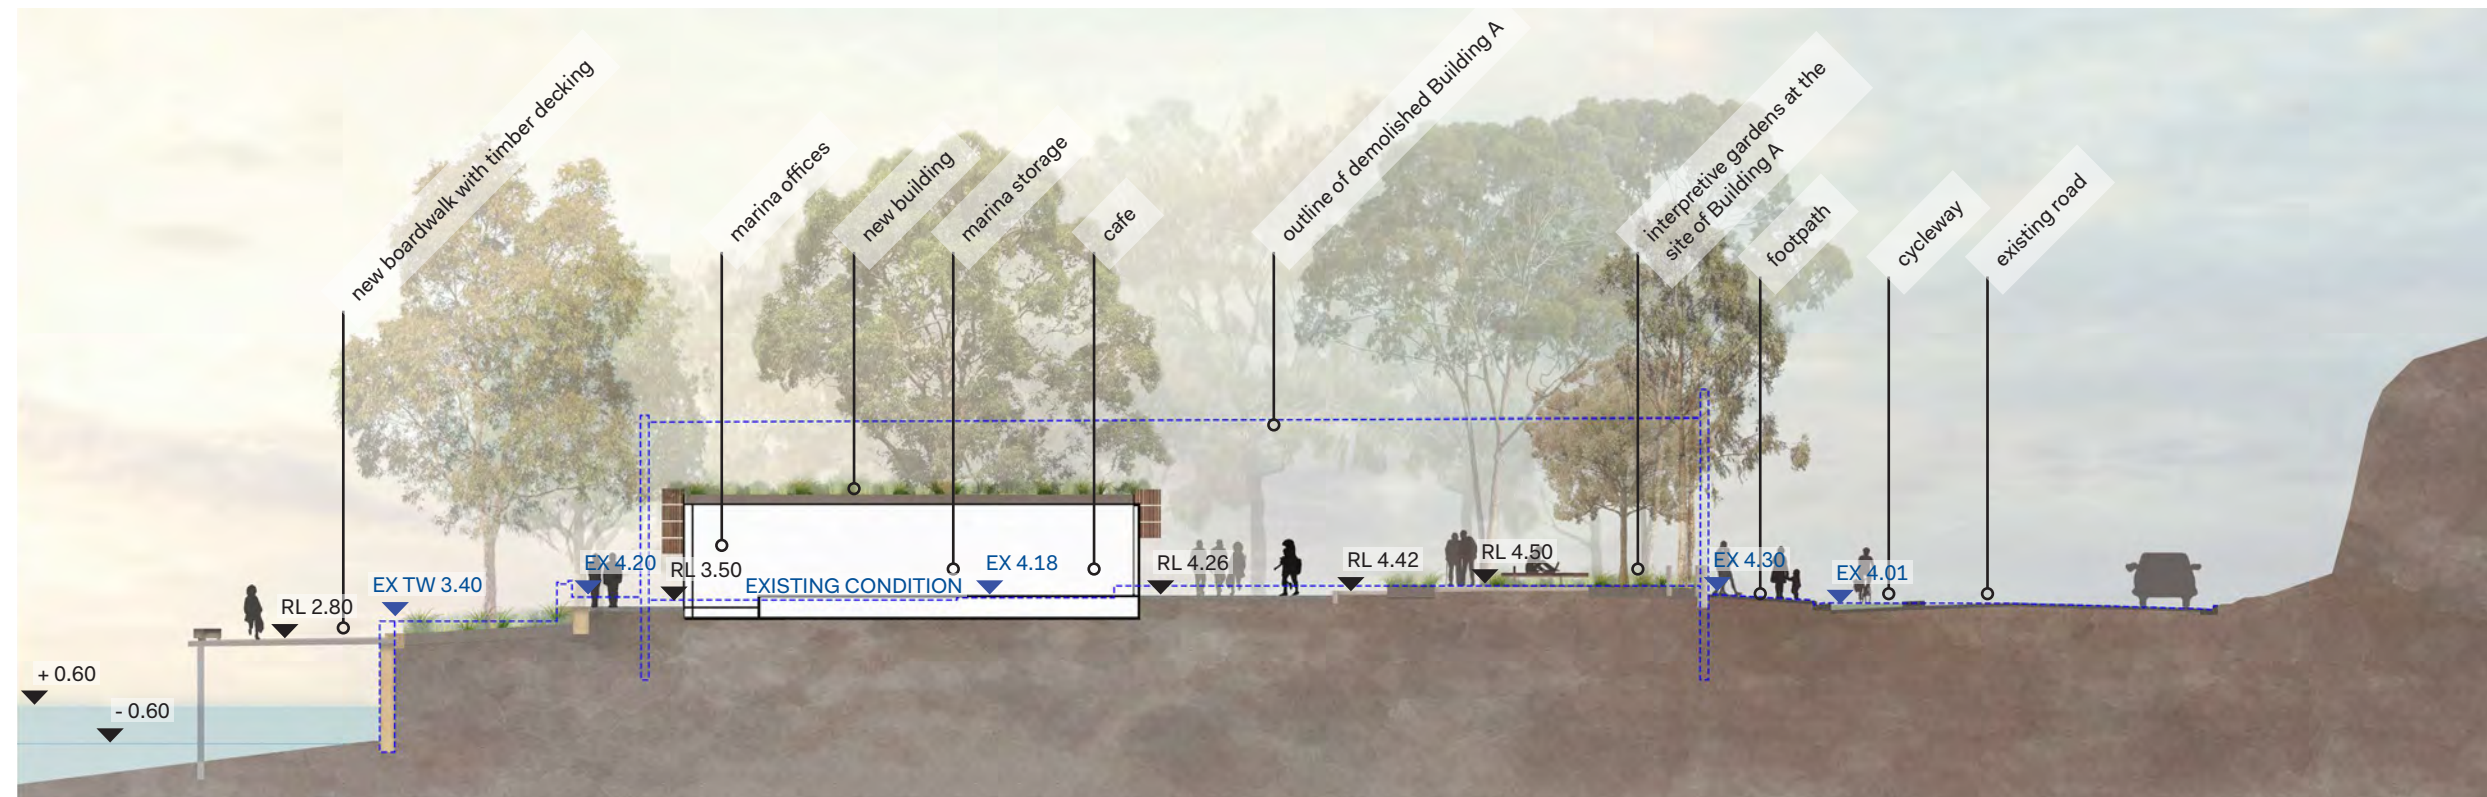 new boardwalk with timber decking
marina offices
new building
marina storage
cafe
outline of demolished Building A
interpretive gardens at the
site of Building A
footpath
cycleway
existing road
EX 4.20
RL 3.50
EXISTING CONDITION
EX 4.18
RL 4.26
RL 4.42
RL 4.50
EX 4.30
EX 4.01
EX TW 3.40
RL 2.80
+ 0.60
- 0.60